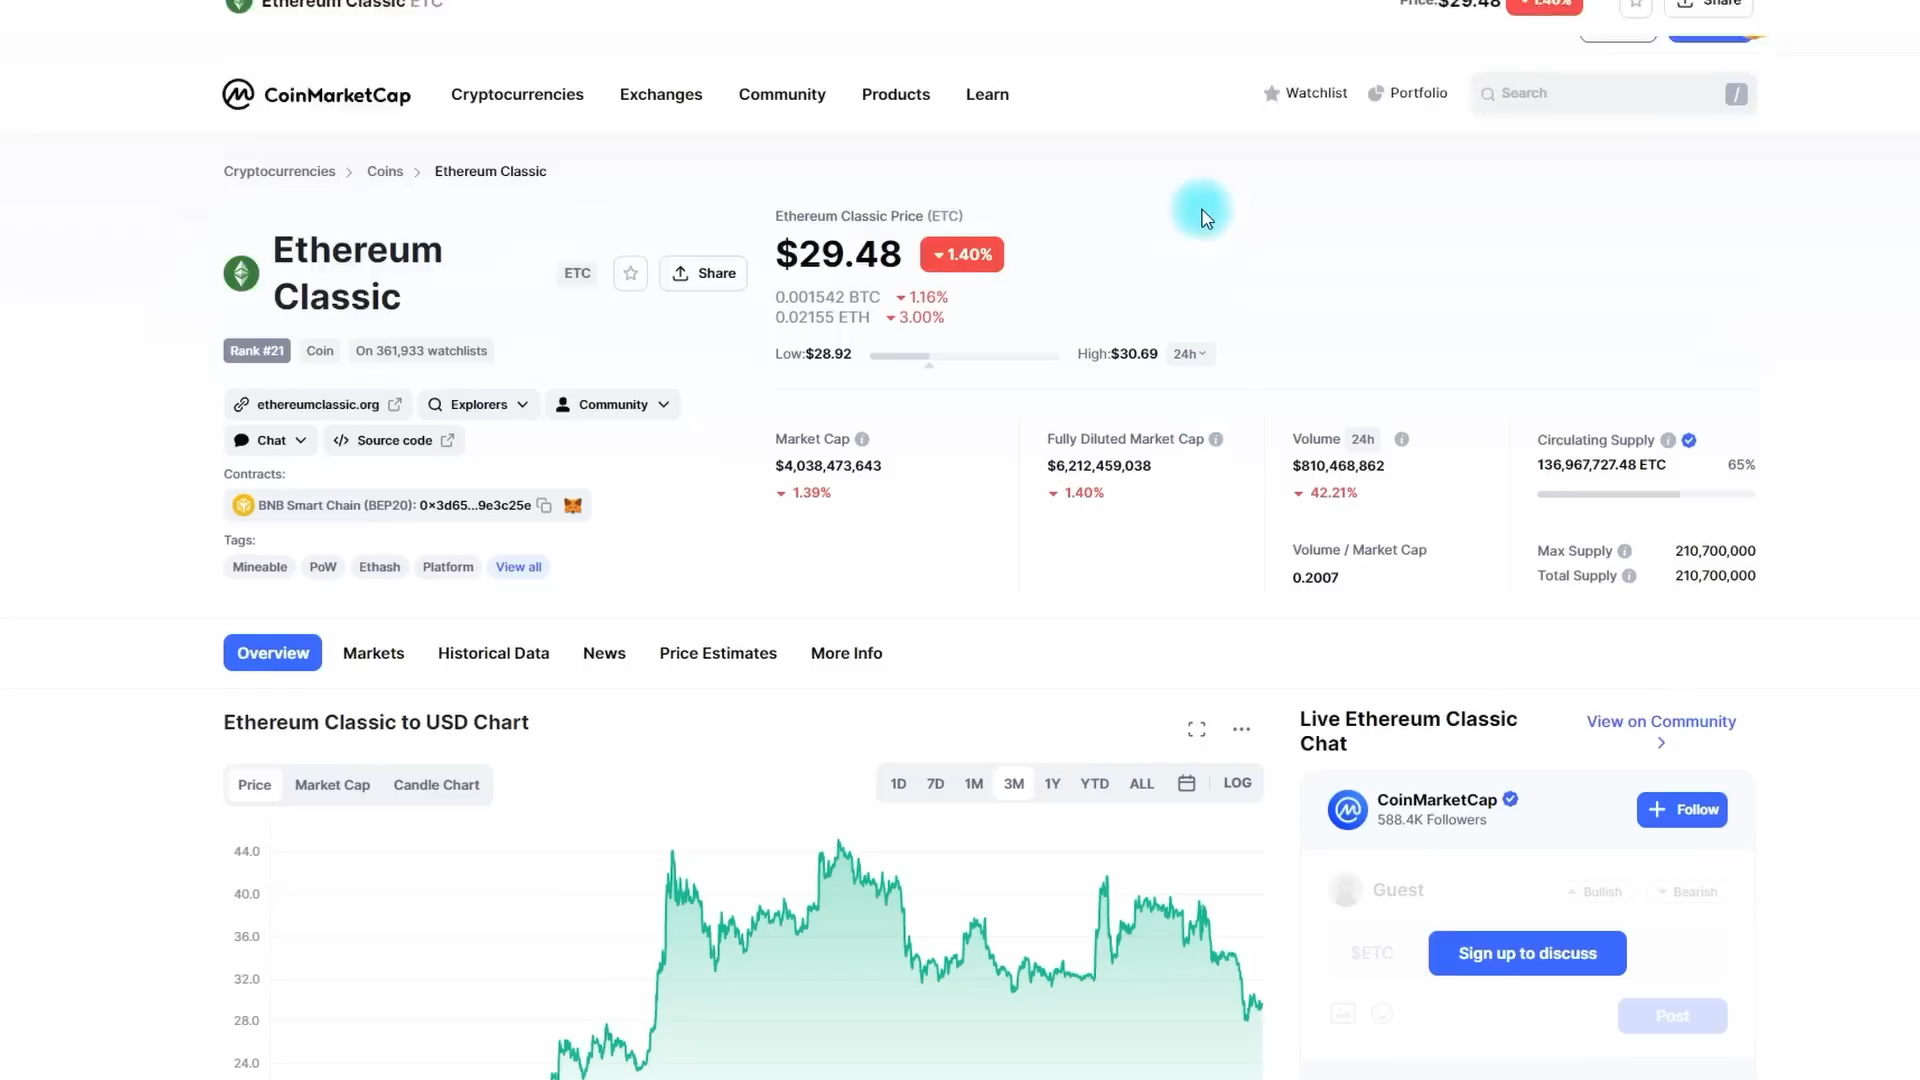 Ethereum Classic ETC
Price:$29.48 1.40% Share
CoinMarketCap Cryptocurrencies Exchanges Community Products Learn Watchlist Portfolio Search /
Cryptocurrencies Coins Ethereum Classic
Ethereum Classic Price (ETC)
Ethereum
Classic
ETC Share
$29.48 1.40%
0.001542 BTC 1.16%
0.02155 ETH 3.00%
Rank #21 Coin On 361,933 watchlists
Low:$28.92 High:$30.69 24h
ethereumclassic.org Explorers Community
Chat Source code
Contracts:
BNB Smart Chain (BEP20): 0×3d65...9e3c25e
Tags:
Mineable PoW Ethash Platform View all
Market Cap
$4,038,473,643
1.39%
Fully Diluted Market Cap
$6,212,459,038
1.40%
Volume 24h
$810,468,862
42.21%
Volume / Market Cap
0.2007
Circulating Supply
136,967,727.48 ETC 65%
Max Supply 210,700,000
Total Supply 210,700,000
Overview Markets Historical Data News Price Estimates More Info
Ethereum Classic to USD Chart
Price Market Cap Candle Chart 1D 7D 1M 3M 1Y YTD ALL LOG
44.0
40.0
36.0
32.0
28.0
24.0
Live Ethereum Classic
Chat
View on Community
CoinMarketCap
588.4K Followers
Follow
Guest Bullish Bearish
$ETC Sign up to discuss
Post